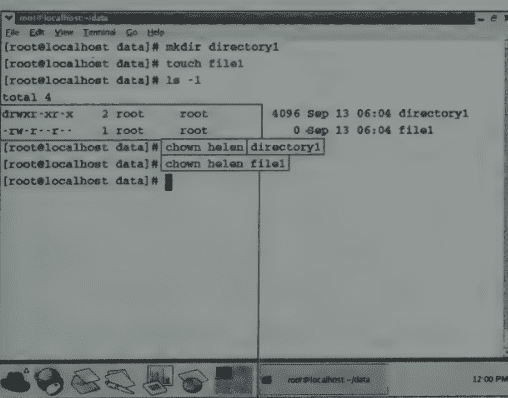 root@localhost:~/data
File Edit View Terminal Go Help
[root@localhost data]# mkdir directory1
[root@localhost data]# touch file1
[root@localhost data]# ls -l
total 4
drwxr-xr-x 2 root root 4096 Sep 13 06:04 directory1
-rw-r--r-- 1 root root 0 Sep 13 06:04 file1
[root@localhost data]# chown helen directory1
[root@localhost data]# chown helen file1
[root@localhost data]#
root@localhost:~/data
12:00 PM